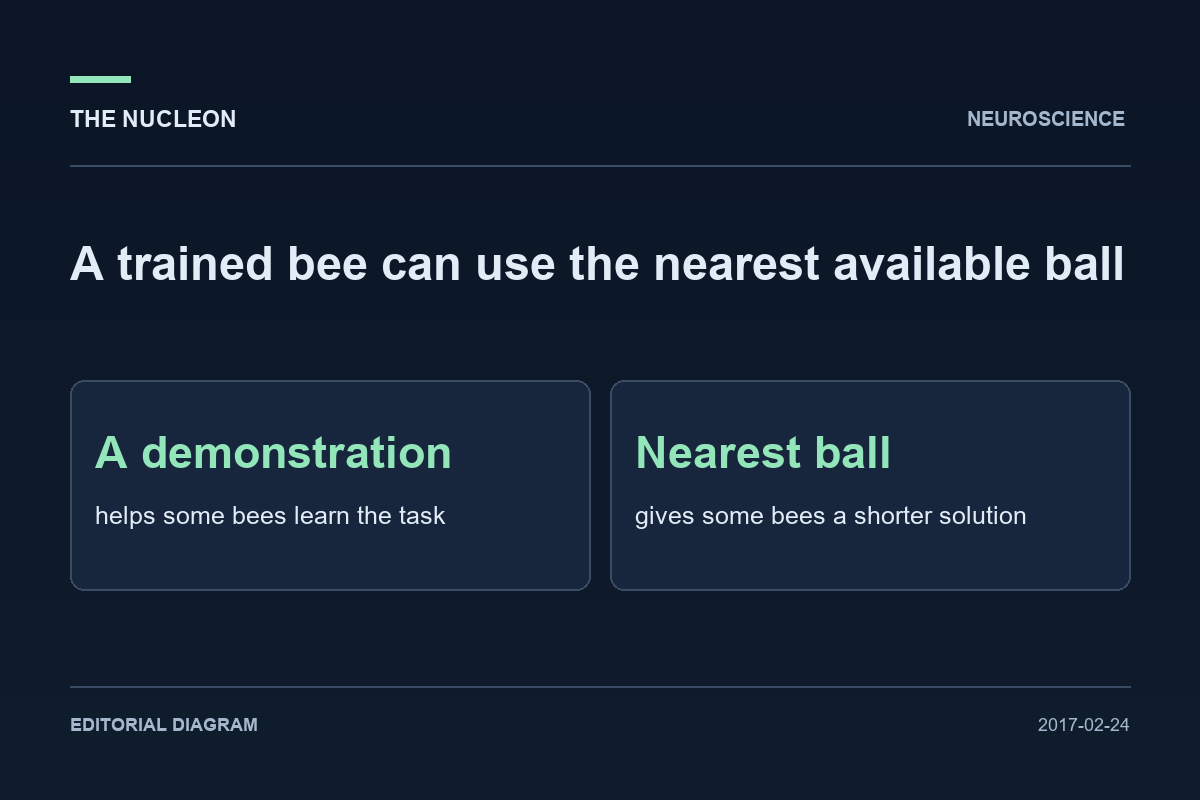 THE NUCLEON
NEUROSCIENCE
A trained bee can use the nearest available ball
A demonstration
helps some bees learn the task
Nearest ball
gives some bees a shorter solution
EDITORIAL DIAGRAM
2017-02-24